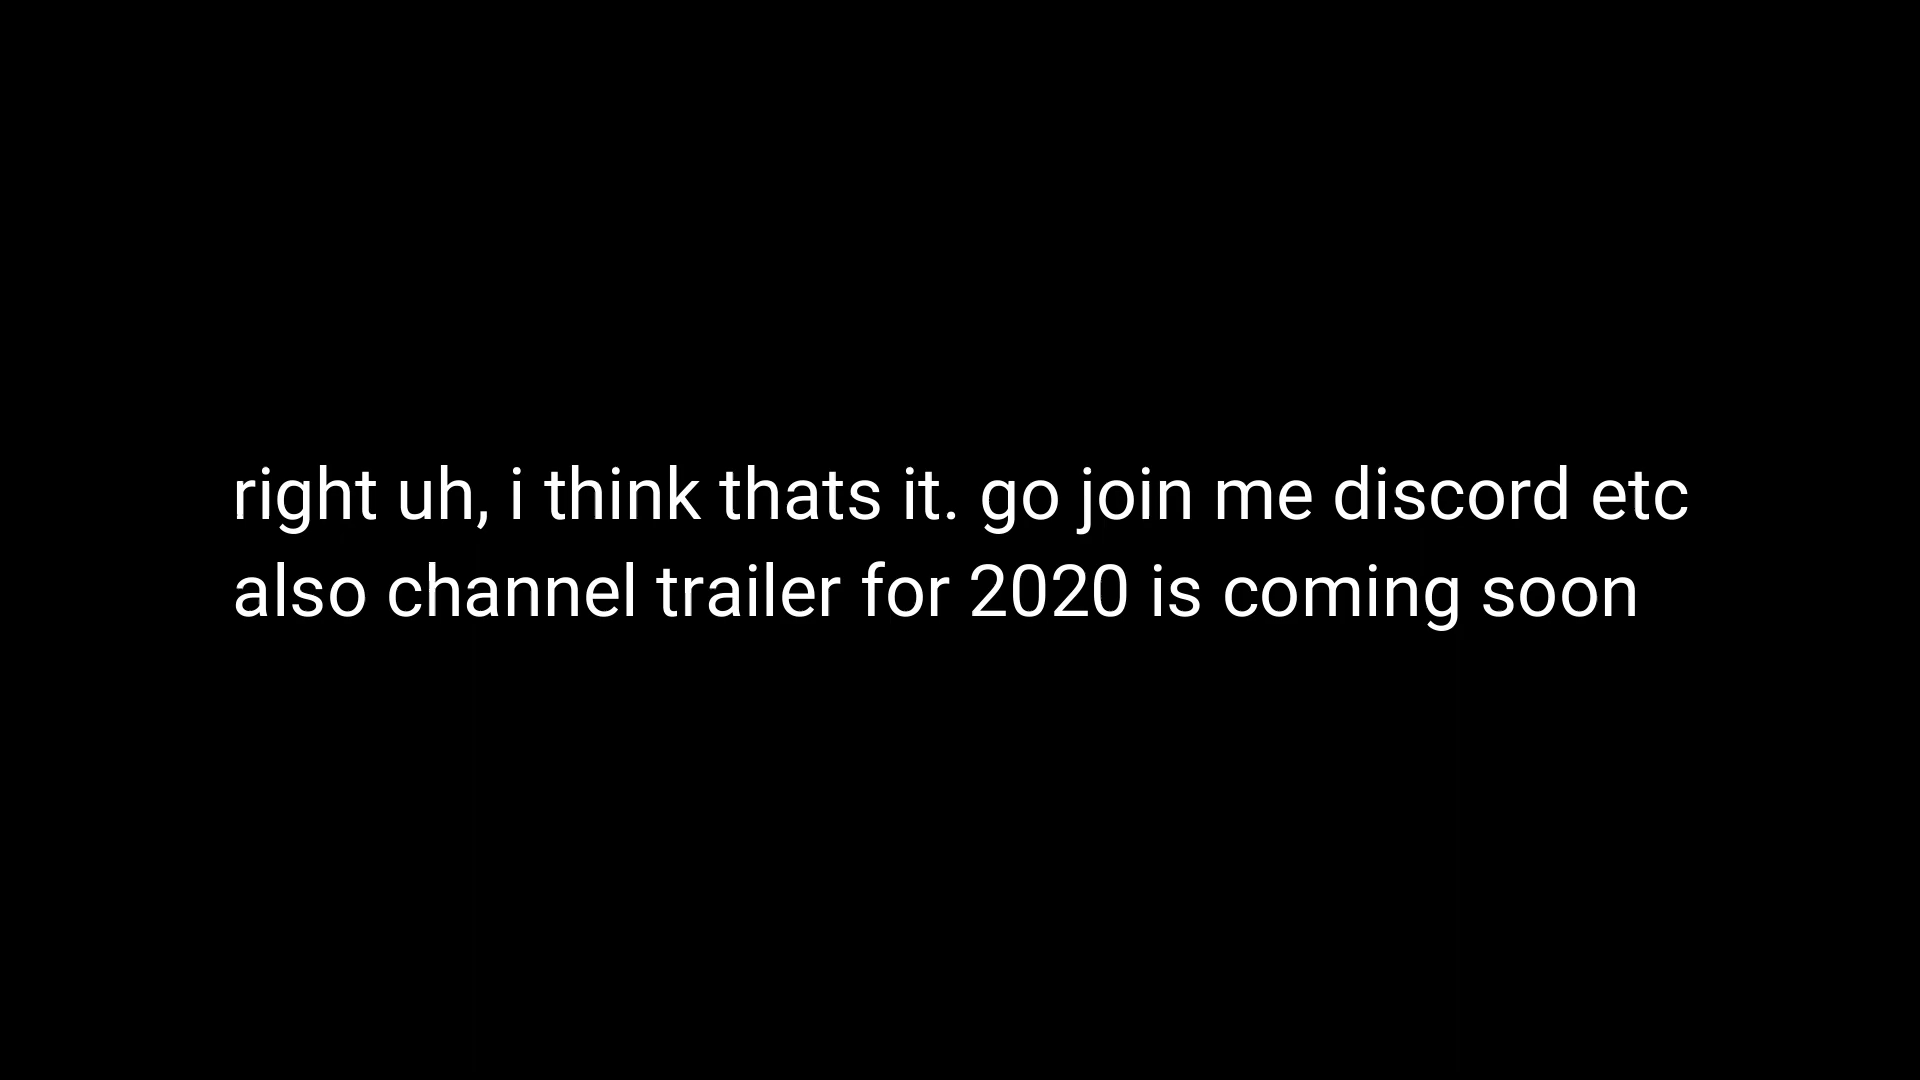 right uh, i think thats it. go join me discord etc
also channel trailer for 2020 is coming soon